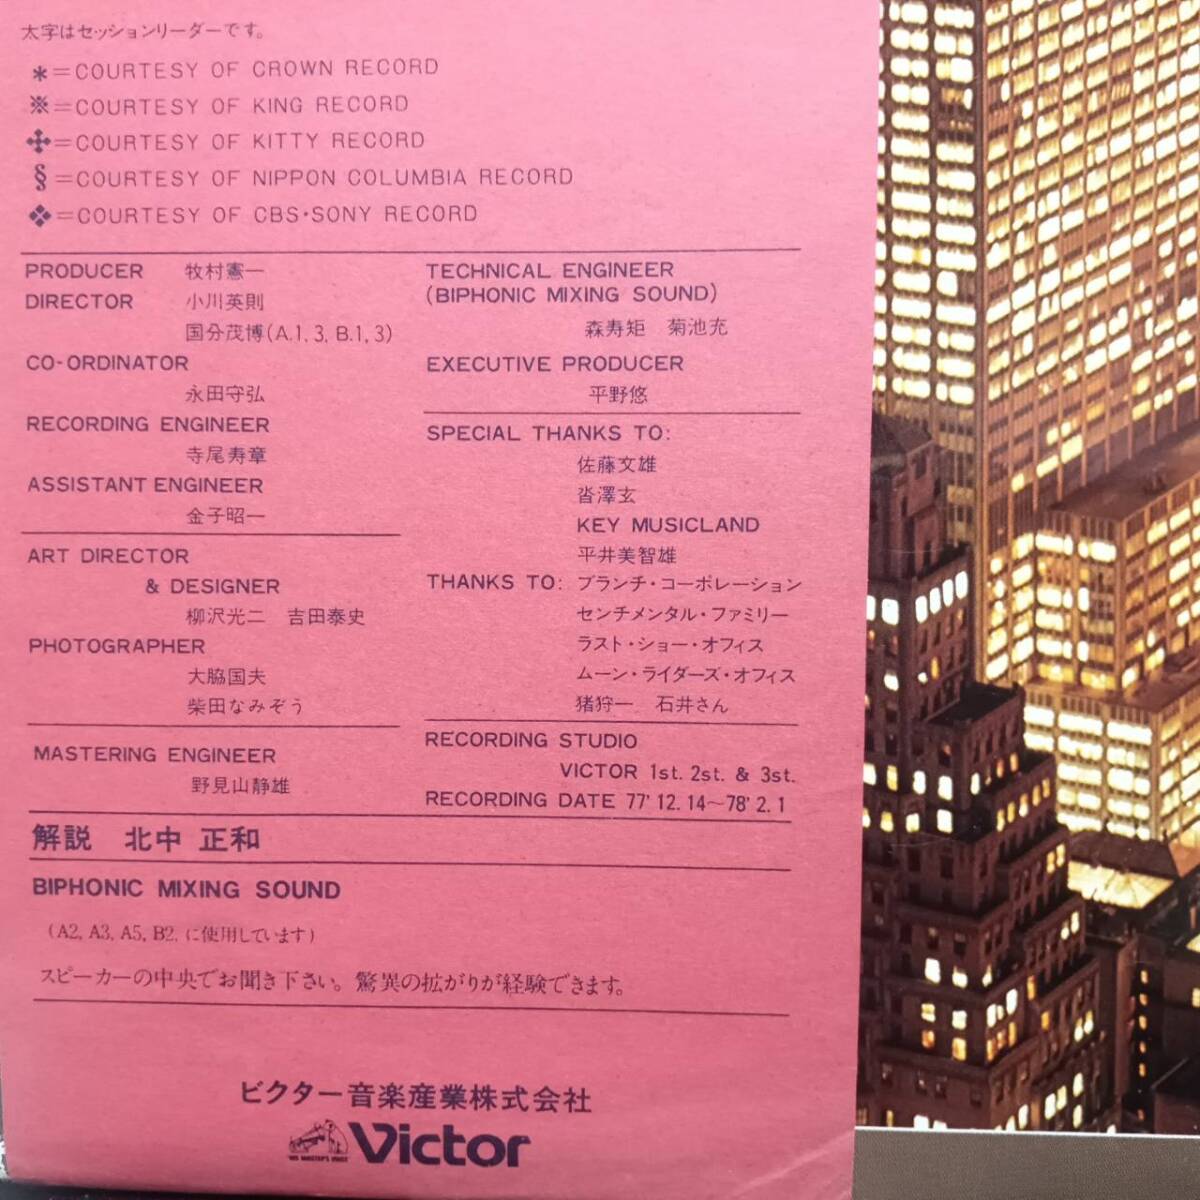 太字はセッションリーダーです。
*=COURTESY OF CROWN RECORD
※=COURTESY OF KING RECORD
✣=COURTESY OF KITTY RECORD
§=COURTESY OF NIPPON COLUMBIA RECORD
❖=COURTESY OF CBS・SONY RECORD
PRODUCER 牧村憲一
DIRECTOR 小川英則
国分茂博(A.1, 3, B.1, 3)
CO-ORDINATOR
永田守弘
RECORDING ENGINEER
寺尾寿章
ASSISTANT ENGINEER
金子昭一
ART DIRECTOR
& DESIGNER
柳沢光二 吉田泰史
PHOTOGRAPHER
大脇国夫
柴田なみぞう
MASTERING ENGINEER
野見山静雄
TECHNICAL ENGINEER
(BIPHONIC MIXING SOUND)
森寿矩 菊池充
EXECUTIVE PRODUCER
平野悠
SPECIAL THANKS TO:
佐藤文雄
沓澤玄
KEY MUSICLAND
平井美智雄
THANKS TO: ブランチ・コーポレーション
センチメンタル・ファミリー
ラスト・ショー・オフィス
ムーン・ライダーズ・オフィス
猪狩一 石井さん
RECORDING STUDIO
VICTOR 1st. 2st. & 3st.
RECORDING DATE 77' 12. 14〜78' 2. 1
解説 北中 正和
BIPHONIC MIXING SOUND
(A2, A3, A5, B2. に使用しています)
スピーカーの中央でお聞き下さい。驚異の拡がりが経験できます。
ビクター音楽産業株式会社
"HIS MASTER'S VOICE"
Victor